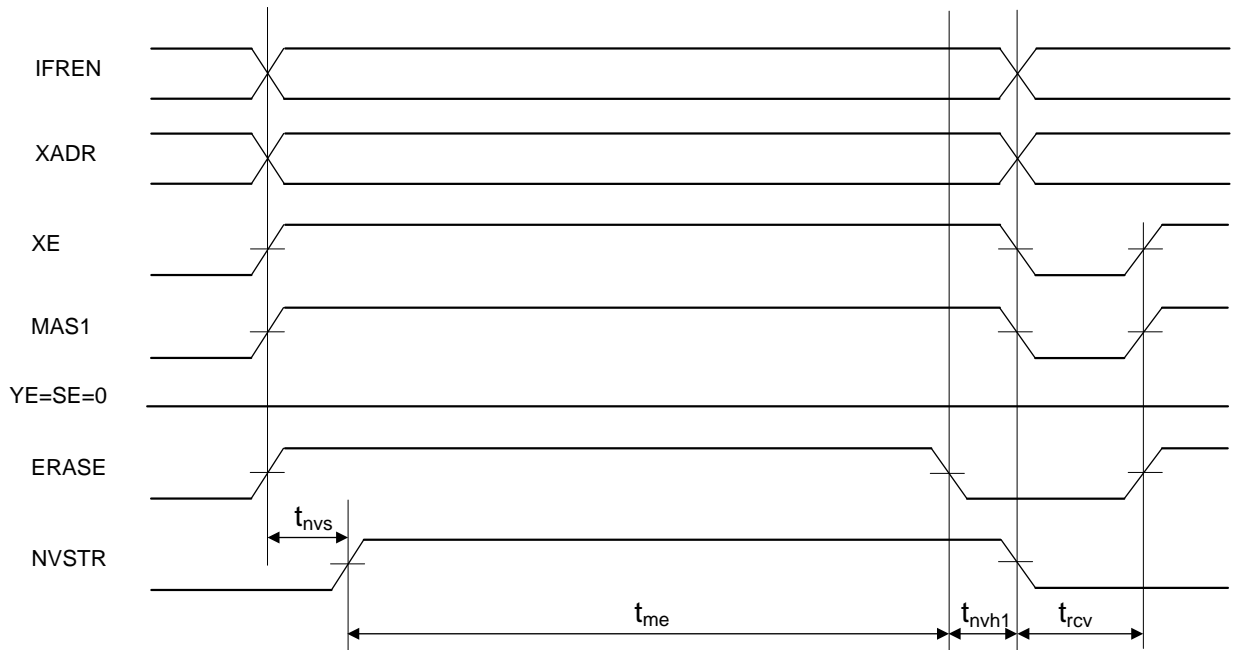 IFREN
XADR
XE
MAS1
YE=SE=0
ERASE
tnvs
NVSTR
tme
tnvh1
trcv